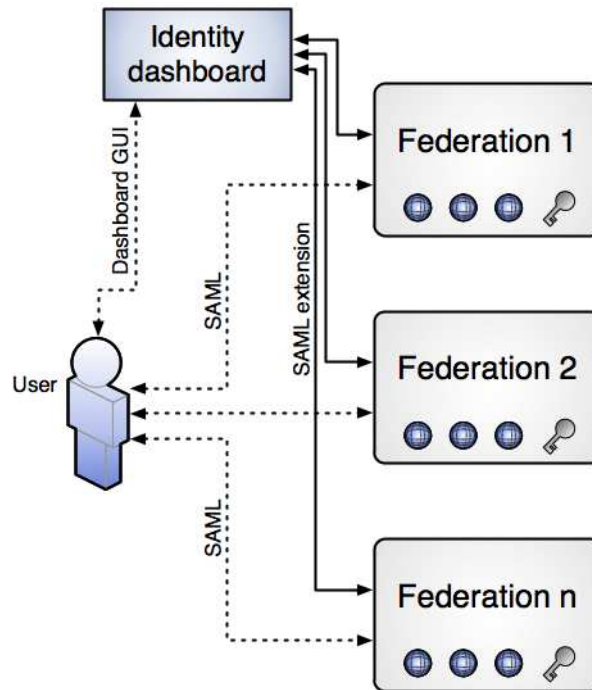 Identity
dashboard
Federation 1
Dashboard GUI
SAML
SAML extension
Federation 2
User
SAML
Federation n